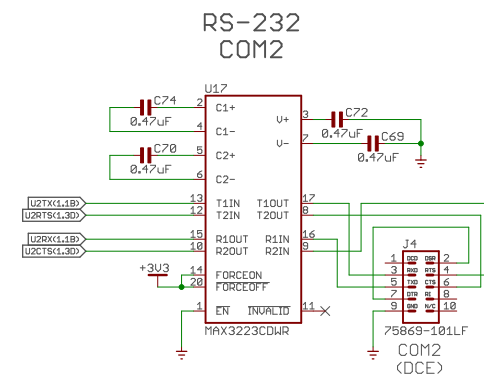 RS-232
COM2
U17
C74
0.47uF
C70
0.47uF
2 C1+
4 C1-
5 C2+
6 C2-
V+ 3
V- 7
C72
0.47uF
C69
0.47uF
U2TX(1.1B)
U2RTS(1.3D)
13 T1IN T1OUT 17
12 T2IN T2OUT 8
U2RX(1.1B)
U2CTS(1.3D)
15 R1OUT R1IN 16
10 R2OUT R2IN 9
+3V3
14 FORCEON
20 FORCEOFF
1 EN INVALID 11
MAX3223CDWR
J4
1 DCD DSR 2
3 RXD RTS 4
5 TXD CTS 6
7 DTR RI 8
9 GND N/C 10
75869-101LF
COM2
(DCE)